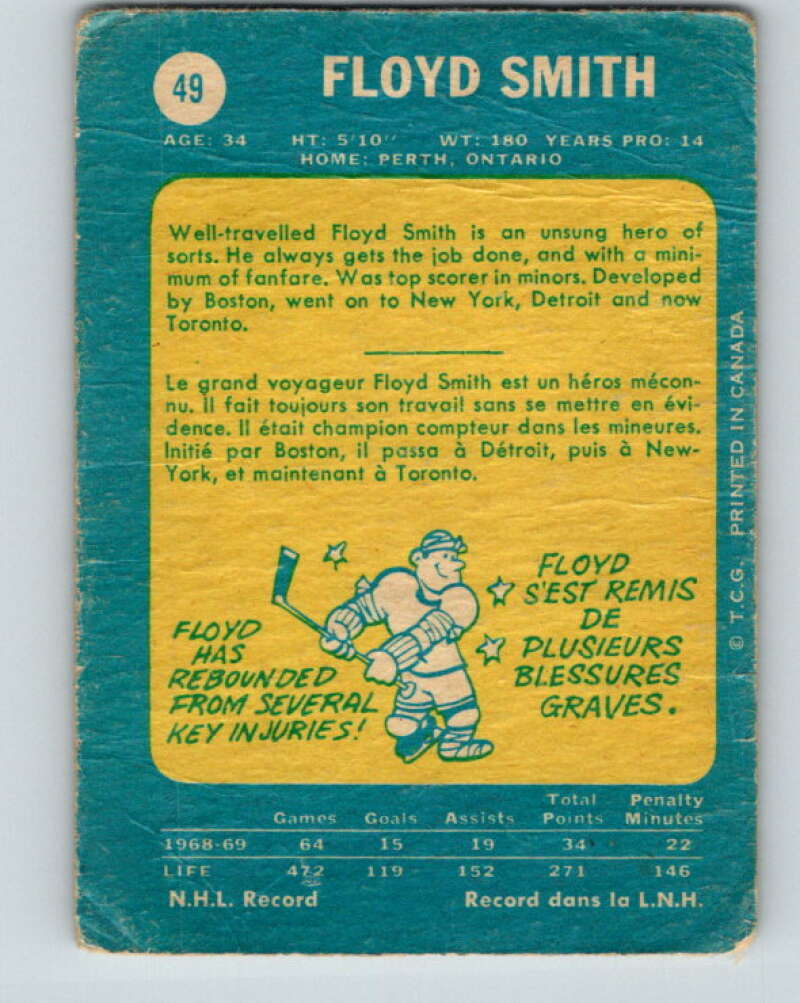 49
FLOYD SMITH
AGE: 34 HT: 5'10'' WT: 180 YEARS PRO: 14
HOME: PERTH, ONTARIO
Well-travelled Floyd Smith is an unsung hero of
sorts. He always gets the job done, and with a mini-
mum of fanfare. Was top scorer in minors. Developed
by Boston, went on to New York, Detroit and now
Toronto.
Le grand voyageur Floyd Smith est un héros mécon-
nu. Il fait toujours son travail sans se mettre en évi-
dence. Il était champion compteur dans les mineures.
Initié par Boston, il passa à Détroit, puis à New-
York, et maintenant à Toronto.
FLOYD
HAS
REBOUNDED
FROM SEVERAL
KEY INJURIES!
FLOYD
S'EST REMIS
DE
PLUSIEURS
BLESSURES
GRAVES.
© T.C.G. PRINTED IN CANADA
Games Goals Assists Total Points Penalty Minutes
1968-69 64 15 19 34 22
LIFE 472 119 152 271 146
N.H.L. Record Record dans la L.N.H.